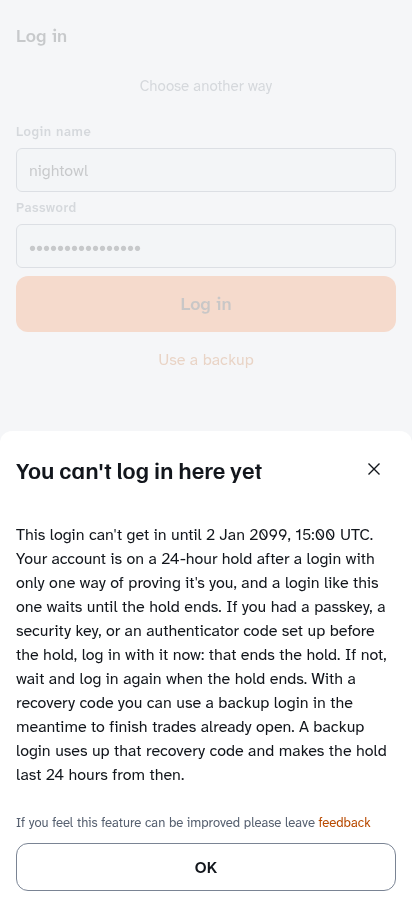 Log in
Choose another way
Login name
nightowl
Password
••••••••••••••••
Log in
Use a backup
You can't log in here yet
This login can't get in until 2 Jan 2099, 15:00 UTC.
Your account is on a 24-hour hold after a login with
only one way of proving it's you, and a login like this
one waits until the hold ends. If you had a passkey, a
security key, or an authenticator code set up before
the hold, log in with it now: that ends the hold. If not,
wait and log in again when the hold ends. With a
recovery code you can use a backup login in the
meantime to finish trades already open. A backup
login uses up that recovery code and makes the hold
last 24 hours from then.
If you feel this feature can be improved please leave feedback
OK